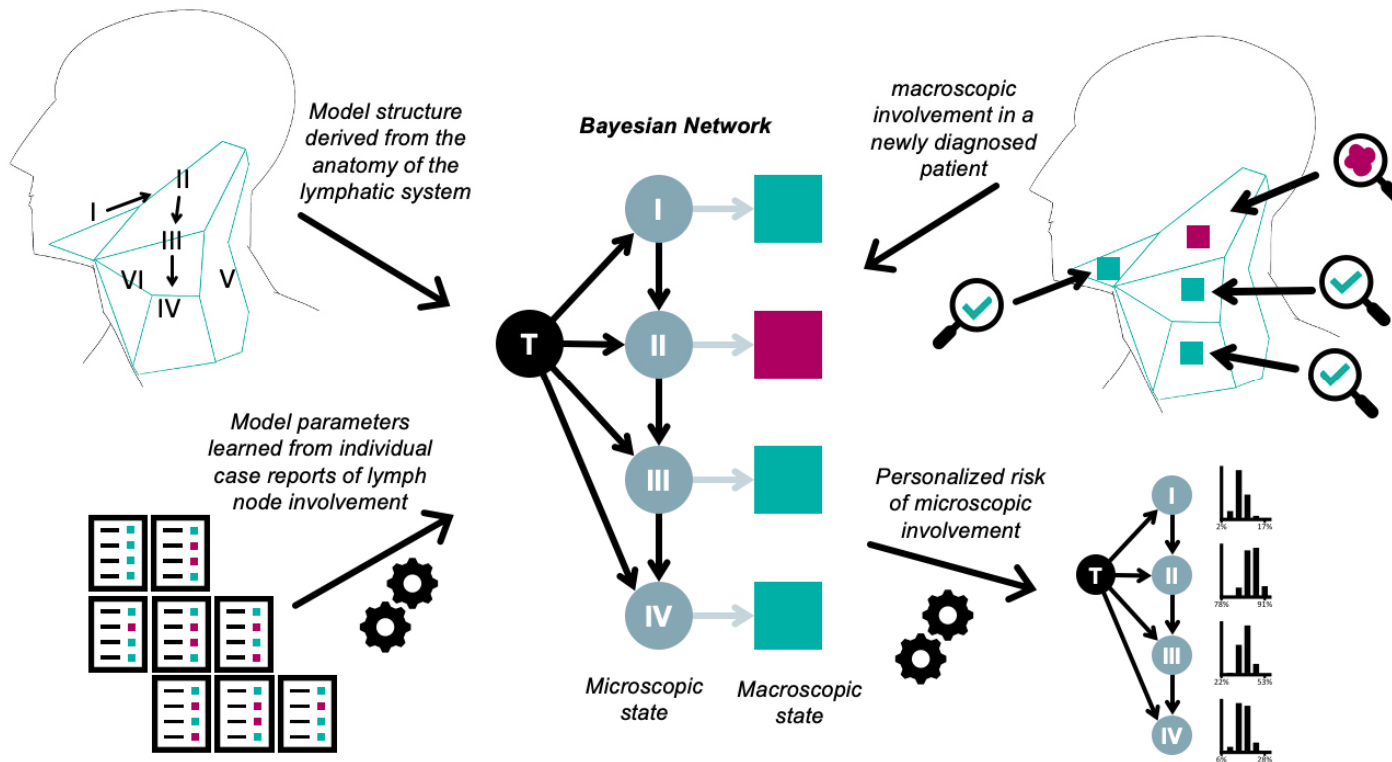 Model structure
derived from the
anatomy of the
lymphatic system
I
II
III
VI
IV
V
Bayesian Network
T
I
II
III
IV
Microscopic
state
Macroscopic
state
macroscopic
involvement in a
newly diagnosed
patient
Model parameters
learned from individual
case reports of lymph
node involvement
Personalized risk
of microscopic
involvement
T
I
2% 17%
II
78% 91%
III
22% 53%
IV
6% 28%